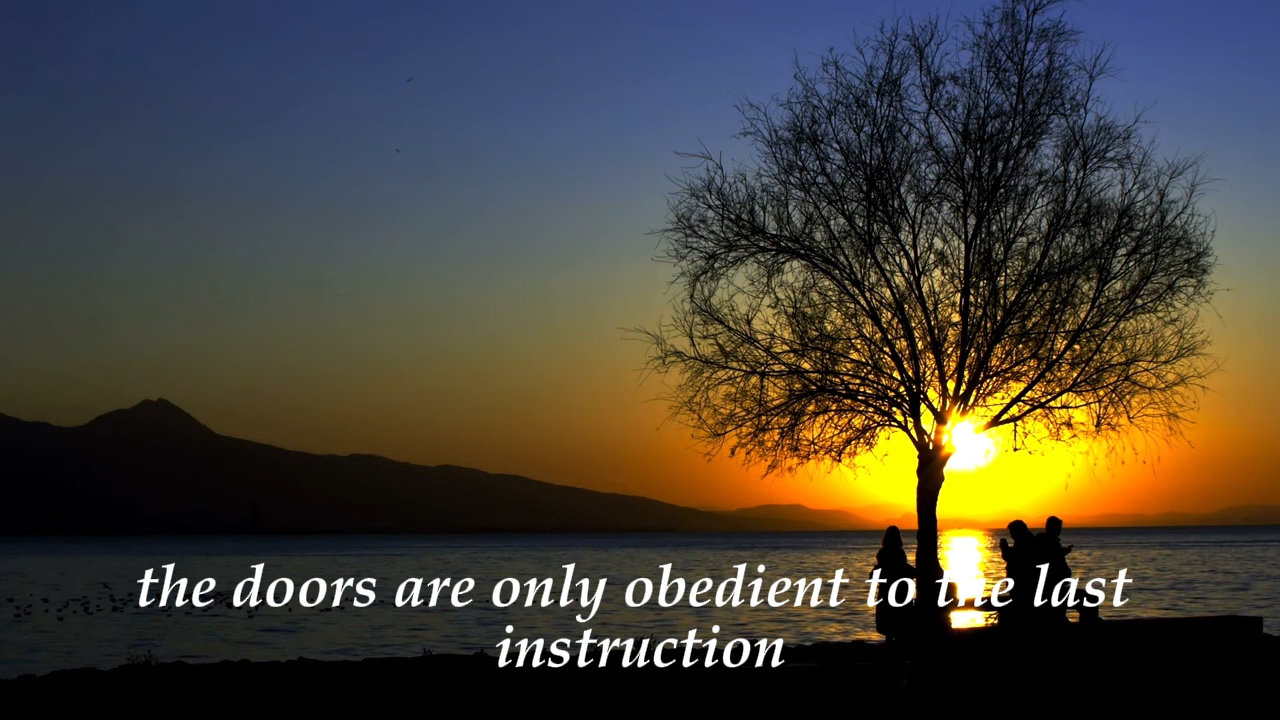 the doors are only obedient to the last
instruction